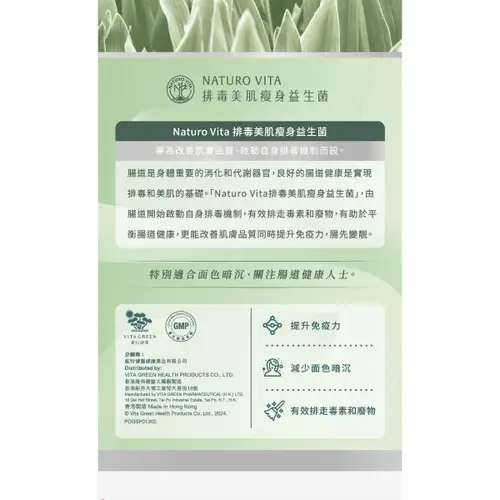 NATURO VITA
NATURO VITA
排毒美肌瘦身益生菌
Naturo Vita 排毒美肌瘦身益生菌
專為改善肌膚品質、啟動自身排毒機制而設。
腸道是身體重要的消化和代謝器官，良好的腸道健康是實現
排毒和美肌的基礎。「Naturo Vita排毒美肌瘦身益生菌」，由
腸道開始啟動自身排毒機制，有效排走毒素和廢物，有助於平
衡腸道健康，更能改善肌膚品質同時提升免疫力，腸先變靚。
特別適合面色暗沉、關注腸道健康人士。
VITA GREEN
GMP
提升免疫力
減少面色暗沉
有效排走毒素和廢物
分銷商：
維特健靈健康產品有限公司
Distributed by:
VITA GREEN HEALTH PRODUCTS CO., LTD.
香港維特健靈大藥廠製造
Manufactured by VITA GREEN PHARMACEUTICAL (H.K.) LTD.
香港製造 Made in Hong Kong
© Vita Green Health Products Co. Ltd., 2024.